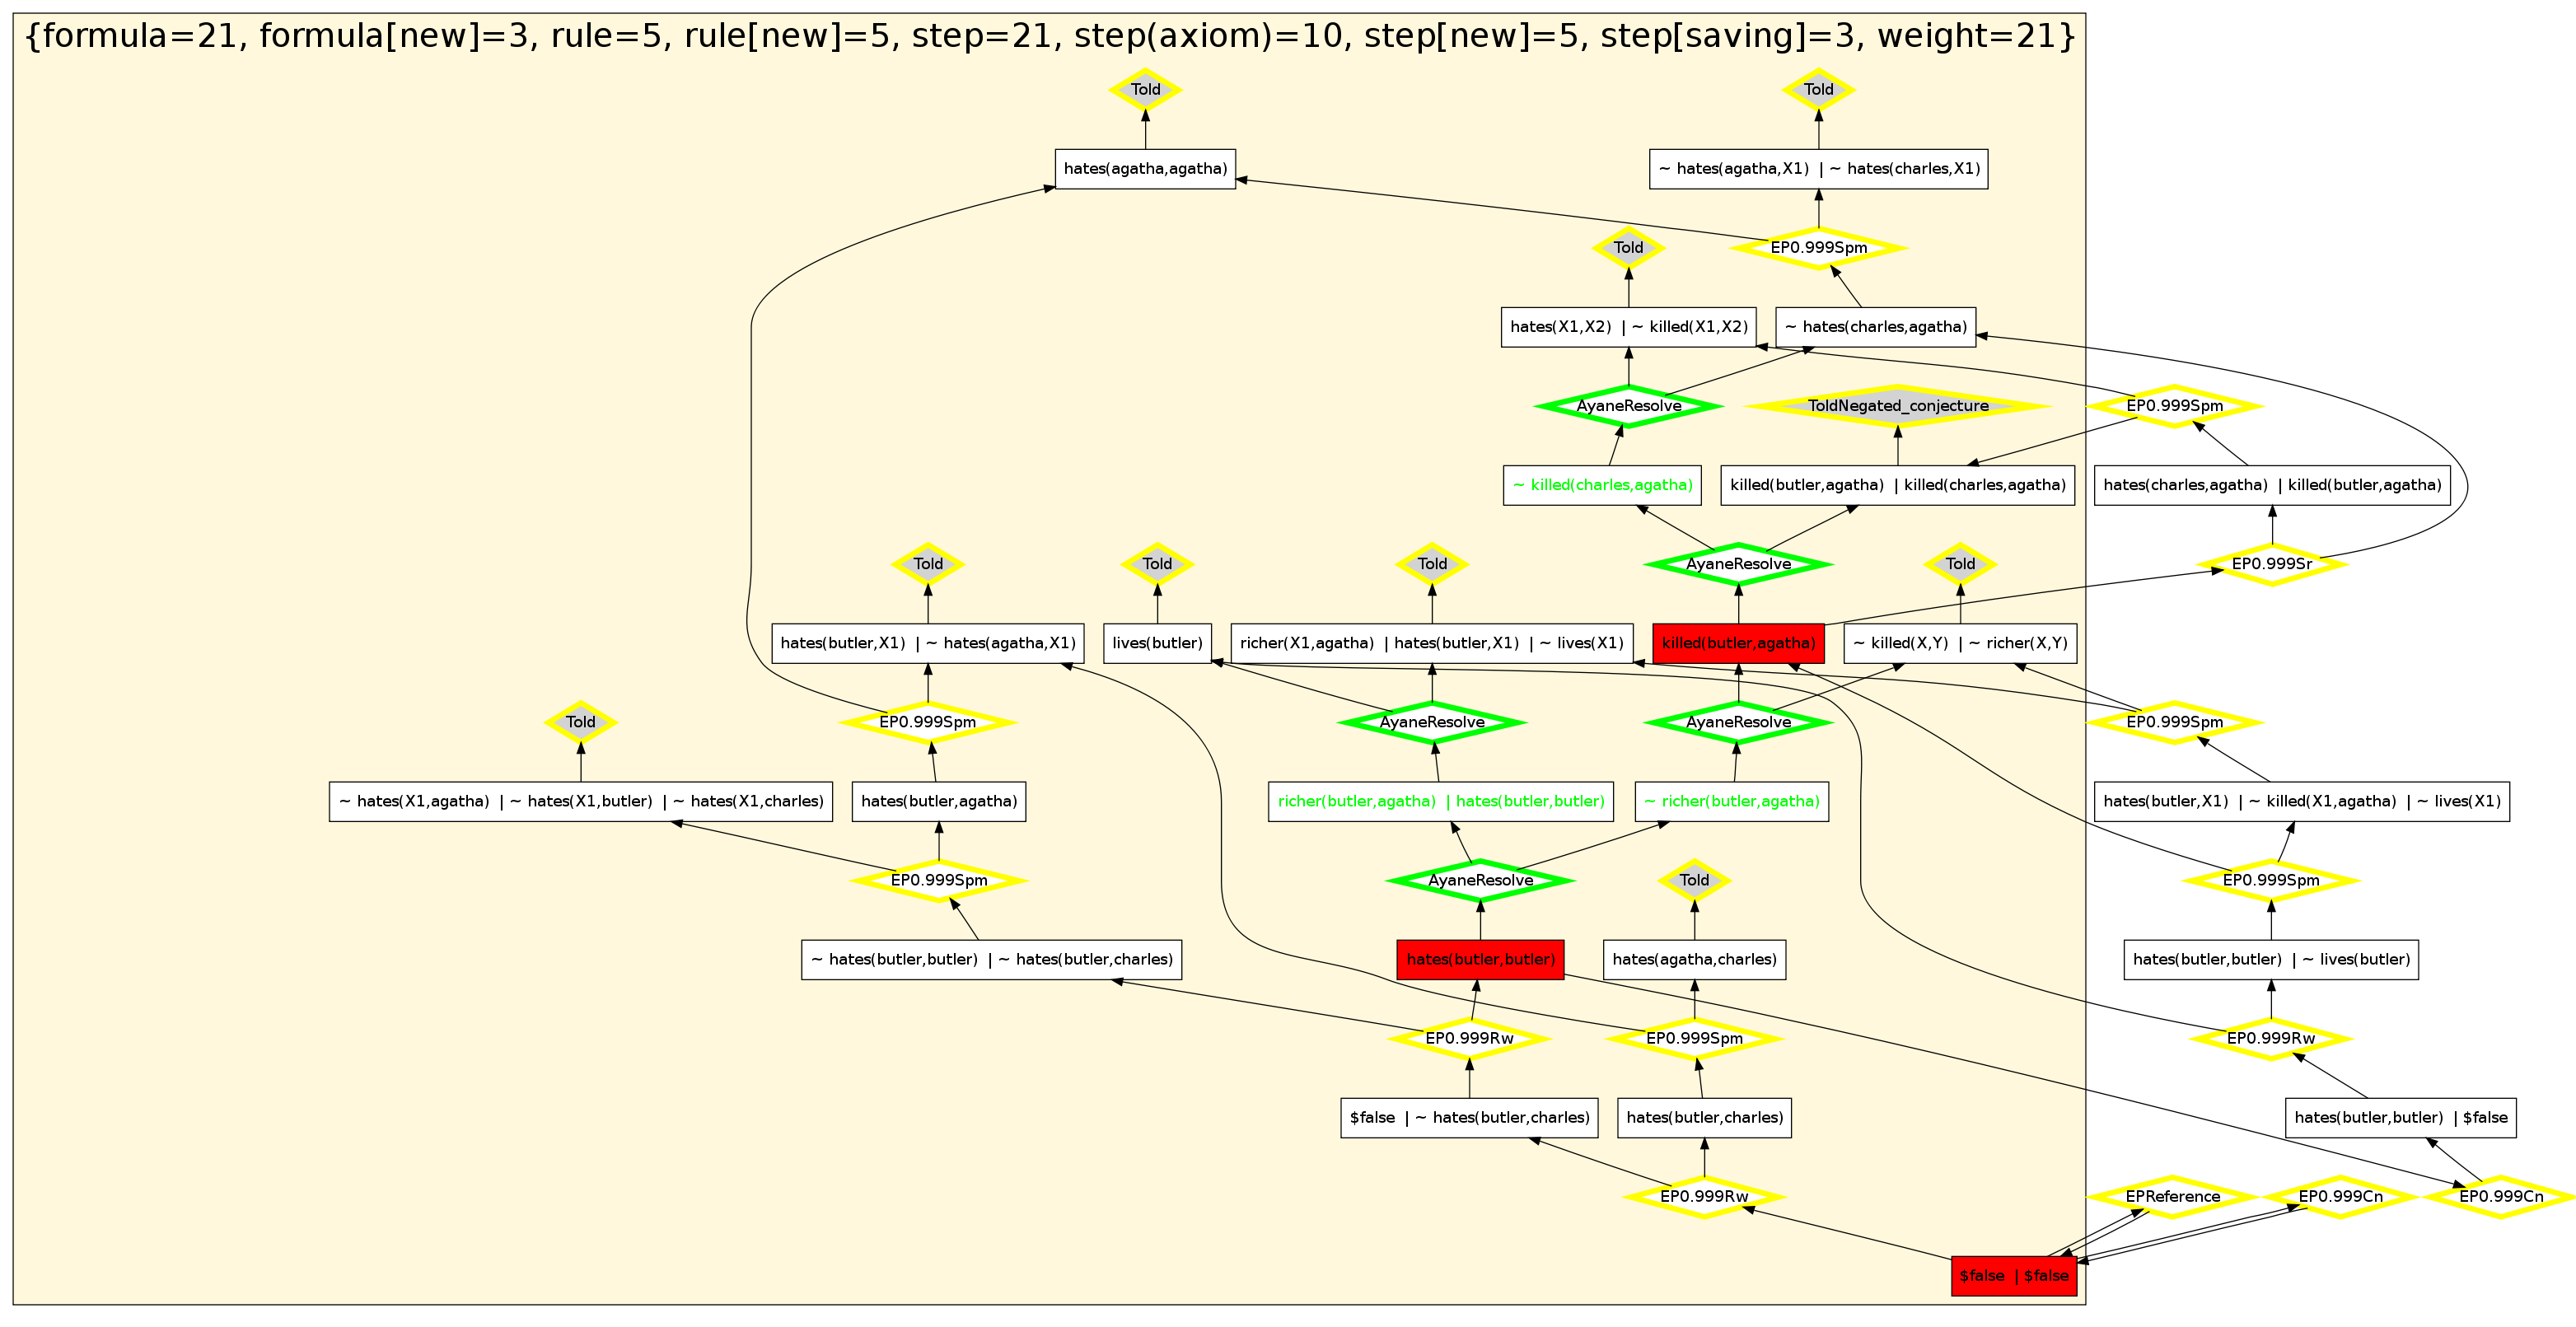 {formula=21, formula[new]=3, rule=5, rule[new]=5, step=21, step(axiom)=10, step[new]=5, step[saving]=3, weight=21}
Told
Told
hates(agatha,agatha)
~ hates(agatha,X1) | ~ hates(charles,X1)
Told
EP0.999Spm
hates(X1,X2) | ~ killed(X1,X2)
~ hates(charles,agatha)
AyaneResolve
ToldNegated_conjecture
EP0.999Spm
~ killed(charles,agatha)
killed(butler,agatha) | killed(charles,agatha)
hates(charles,agatha) | killed(butler,agatha)
Told
Told
Told
AyaneResolve
Told
EP0.999Sr
hates(butler,X1) | ~ hates(agatha,X1)
lives(butler)
richer(X1,agatha) | hates(butler,X1) | ~ lives(X1)
killed(butler,agatha)
~ killed(X,Y) | ~ richer(X,Y)
Told
EP0.999Spm
AyaneResolve
AyaneResolve
EP0.999Spm
~ hates(X1,agatha) | ~ hates(X1,butler) | ~ hates(X1,charles)
hates(butler,agatha)
richer(butler,agatha) | hates(butler,butler)
~ richer(butler,agatha)
hates(butler,X1) | ~ killed(X1,agatha) | ~ lives(X1)
EP0.999Spm
AyaneResolve
Told
EP0.999Spm
~ hates(butler,butler) | ~ hates(butler,charles)
hates(butler,butler)
hates(agatha,charles)
hates(butler,butler) | ~ lives(butler)
EP0.999Rw
EP0.999Spm
EP0.999Rw
$false | ~ hates(butler,charles)
hates(butler,charles)
hates(butler,butler) | $false
EP0.999Rw
EPReference
EP0.999Cn
EP0.999Cn
$false | $false